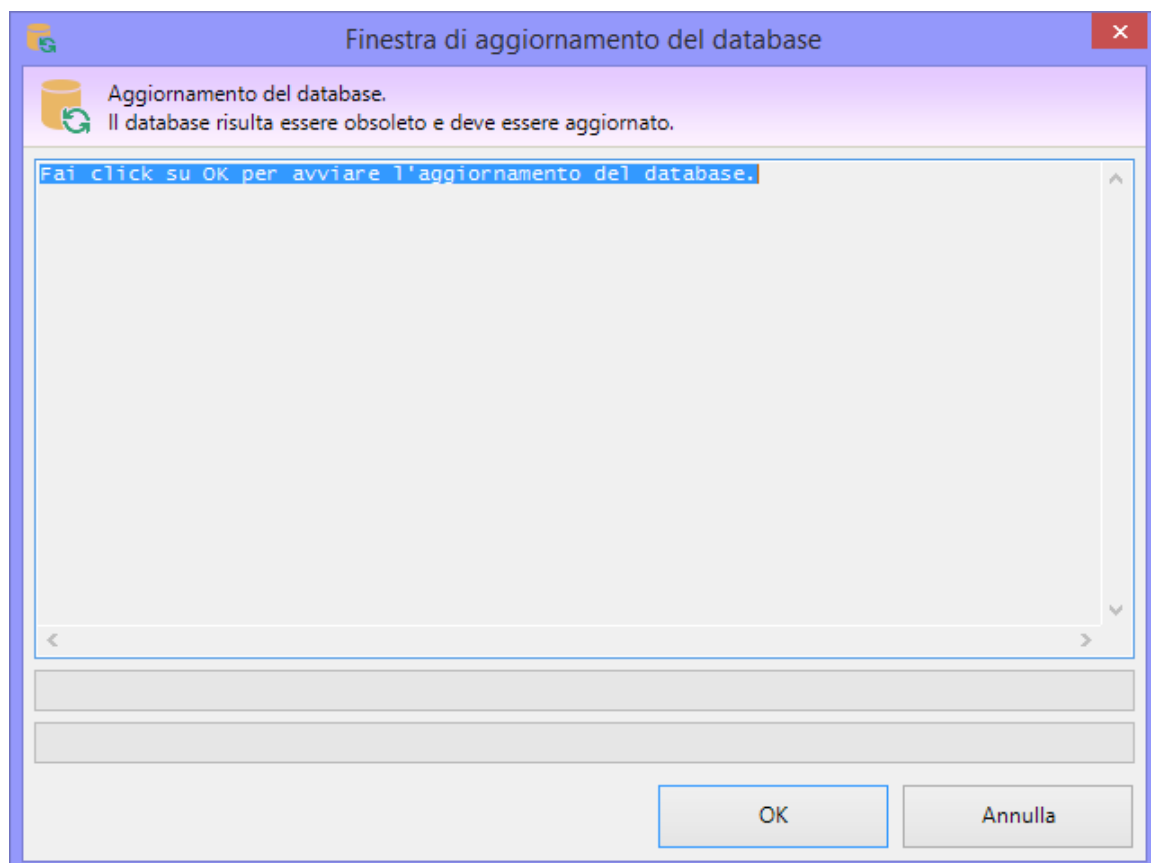 Finestra di aggiornamento del database
Aggiornamento del database.
Il database risulta essere obsoleto e deve essere aggiornato.
Fai click su OK per avviare l'aggiornamento del database.
OK
Annulla